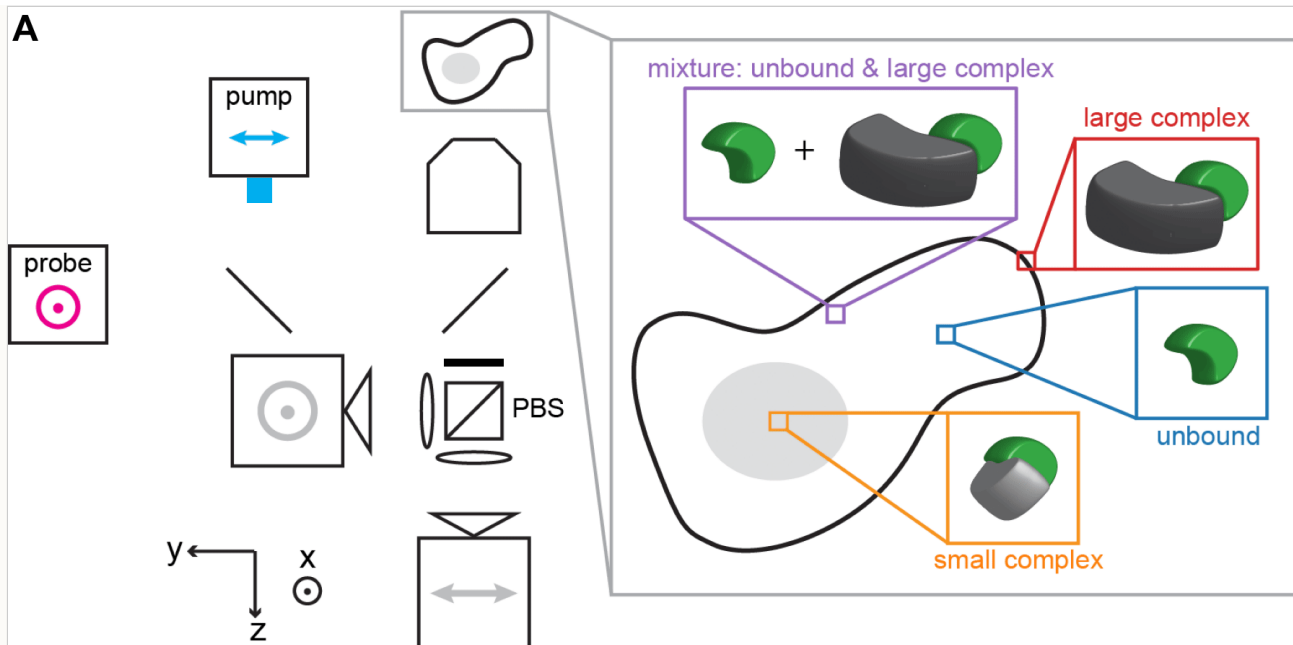 A
pump
probe
PBS
y
x
z
mixture: unbound & large complex
+
large complex
unbound
small complex